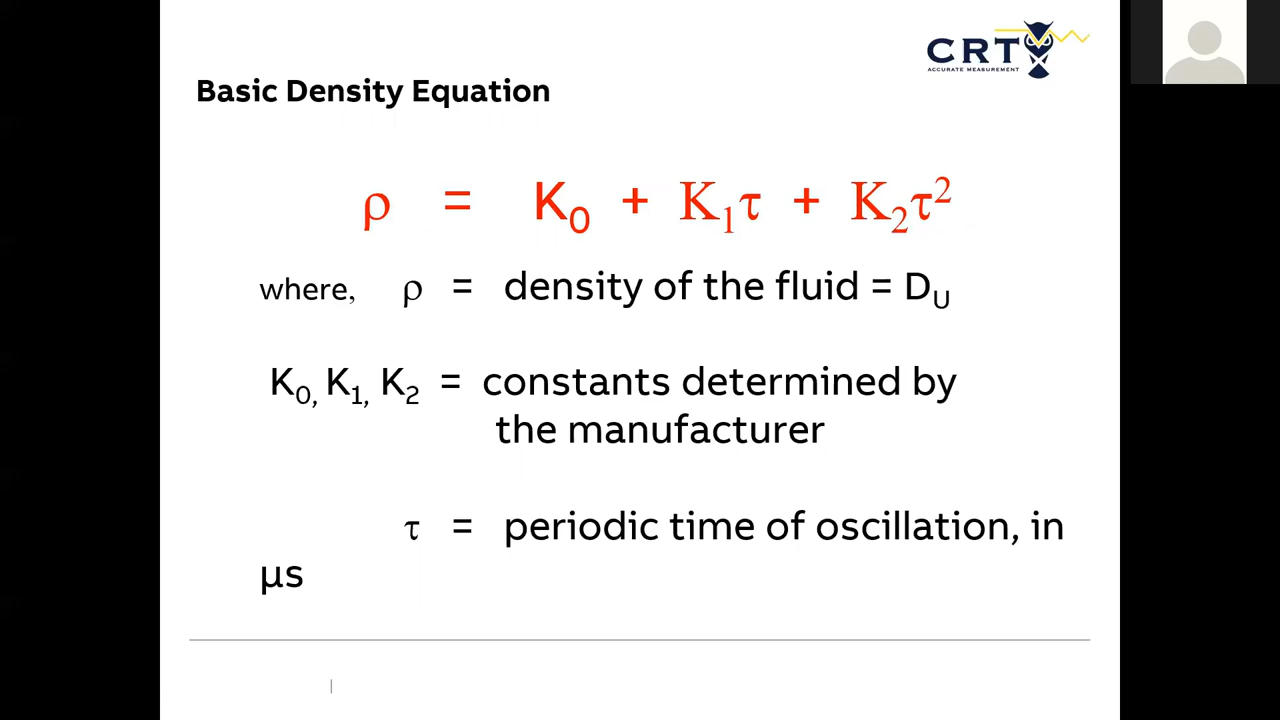 CRT
ACCURATE MEASUREMENT
Basic Density Equation
ρ = K₀ + K₁τ + K₂τ²
where, ρ = density of the fluid = Dᵤ
K₀, K₁, K₂ = constants determined by
the manufacturer
τ = periodic time of oscillation, in
µs